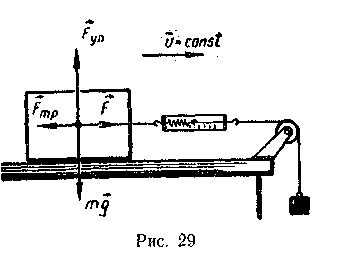 F⃗уп
v⃗ = const
F⃗тр
F⃗
mg⃗
Рис. 29